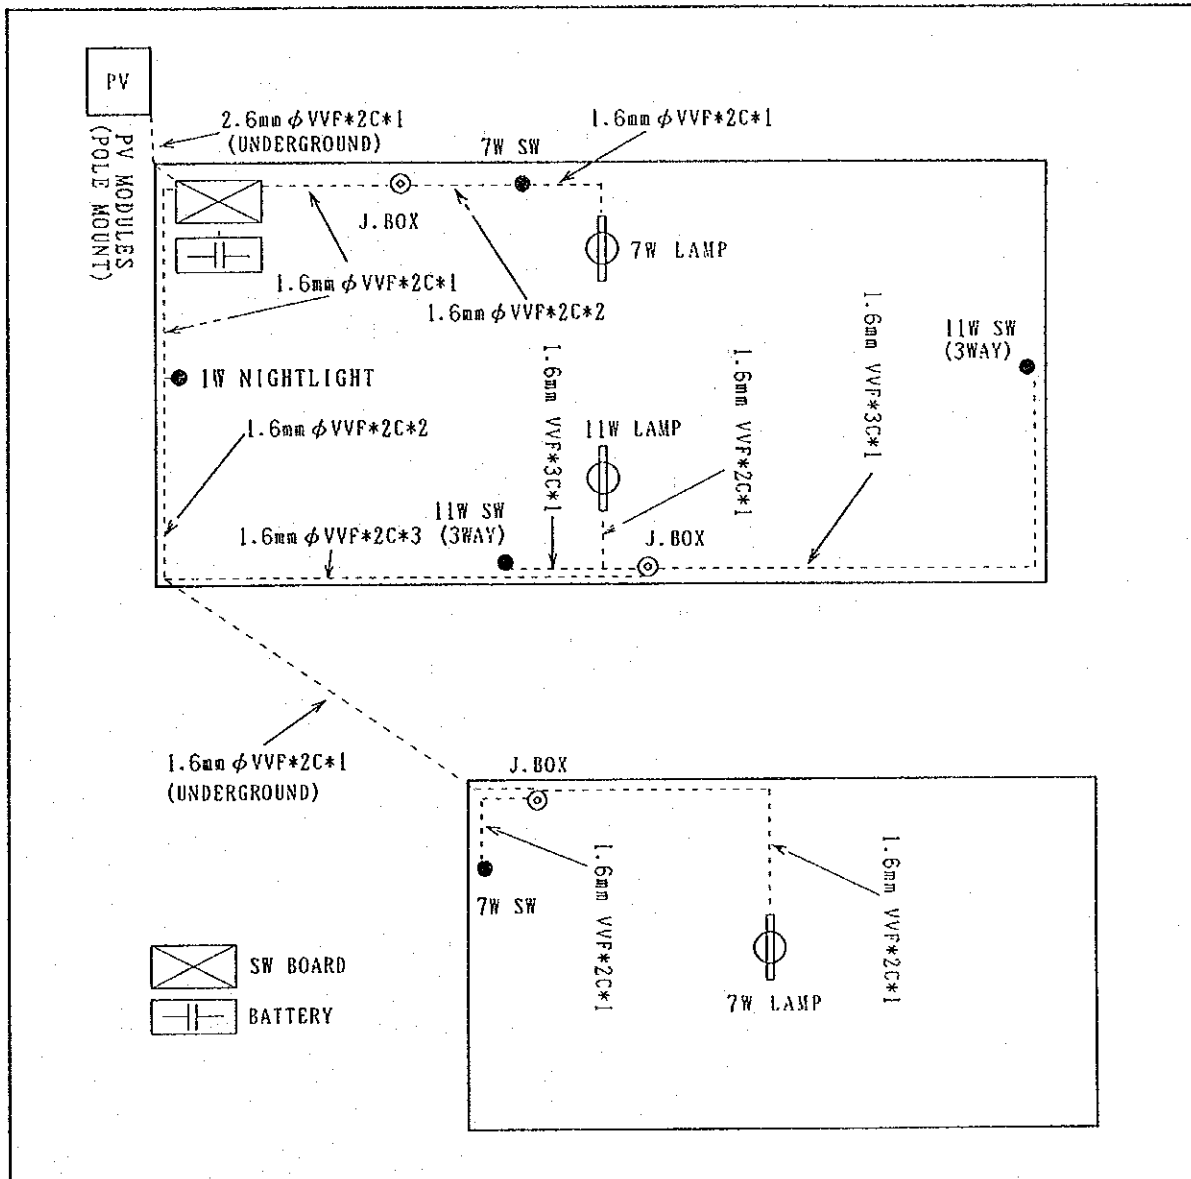 PV
PV MODULES
(POLE MOUNT)
2.6mm φ VVF*2C*1
(UNDERGROUND)
7W SW
1.6mm φ VVF*2C*1
J.BOX
7W LAMP
1.6mm φ VVF*2C*1
1.6mm φ VVF*2C*2
11W SW
(3WAY)
1.6mm VVF*3C*1
1.6mm VVF*2C*1
1.6mm VVF*3C*1
1W NIGHTLIGHT
1.6mm φ VVF*2C*2
11W LAMP
11W SW
(3WAY)
1.6mm φ VVF*2C*3
J.BOX
1.6mm φ VVF*2C*1
(UNDERGROUND)
J.BOX
7W SW
1.6mm VVF*2C*1
1.6mm VVF*2C*1
7W LAMP
SW BOARD
BATTERY